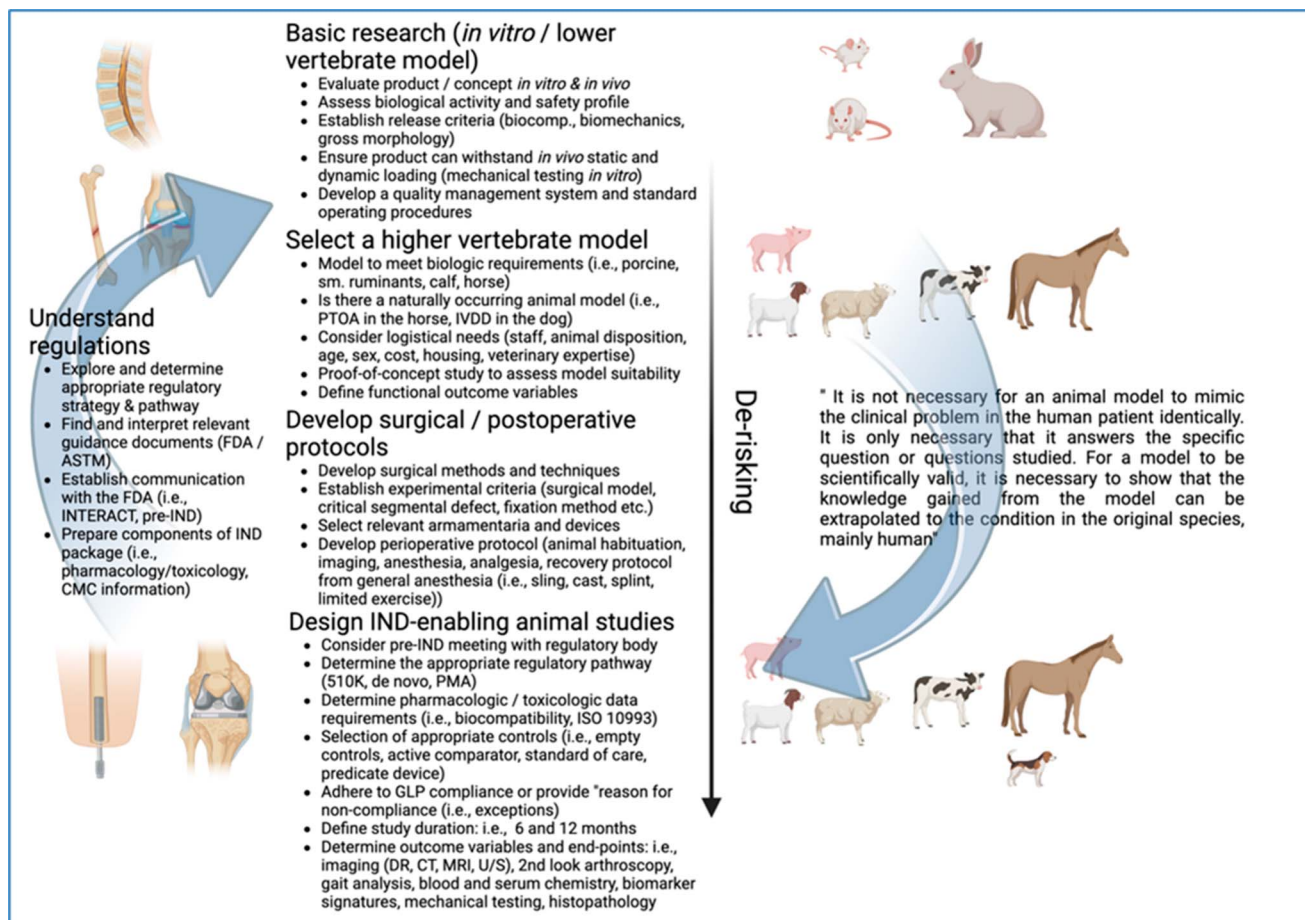 Basic research (in vitro / lower
vertebrate model)
• Evaluate product / concept in vitro & in vivo
• Assess biological activity and safety profile
• Establish release criteria (biocomp., biomechanics,
gross morphology)
• Ensure product can withstand in vivo static and
dynamic loading (mechanical testing in vitro)
• Develop a quality management system and standard
operating procedures
Select a higher vertebrate model
• Model to meet biologic requirements (i.e., porcine,
sm. ruminants, calf, horse)
• Is there a naturally occurring animal model (i.e.,
PTOA in the horse, IVDD in the dog)
• Consider logistical needs (staff, animal disposition,
age, sex, cost, housing, veterinary expertise)
• Proof-of-concept study to assess model suitability
• Define functional outcome variables
Develop surgical / postoperative
protocols
• Develop surgical methods and techniques
• Establish experimental criteria (surgical model,
critical segmental defect, fixation method etc.)
• Select relevant armamentaria and devices
• Develop perioperative protocol (animal habituation,
imaging, anesthesia, analgesia, recovery protocol
from general anesthesia (i.e., sling, cast, splint,
limited exercise))
Design IND-enabling animal studies
• Consider pre-IND meeting with regulatory body
• Determine the appropriate regulatory pathway
(510K, de novo, PMA)
• Determine pharmacologic / toxicologic data
requirements (i.e., biocompatibility, ISO 10993)
• Selection of appropriate controls (i.e., empty
controls, active comparator, standard of care,
predicate device)
• Adhere to GLP compliance or provide "reason for
non-compliance (i.e., exceptions)
• Define study duration: i.e., 6 and 12 months
• Determine outcome variables and end-points: i.e.,
imaging (DR, CT, MRI, U/S), 2nd look arthroscopy,
gait analysis, blood and serum chemistry, biomarker
signatures, mechanical testing, histopathology
Understand
regulations
• Explore and determine
appropriate regulatory
strategy & pathway
• Find and interpret relevant
guidance documents (FDA /
ASTM)
• Establish communication
with the FDA (i.e.,
INTERACT, pre-IND)
• Prepare components of IND
package (i.e.,
pharmacology/toxicology,
CMC information)
De-risking
" It is not necessary for an animal model to mimic
the clinical problem in the human patient identically.
It is only necessary that it answers the specific
question or questions studied. For a model to be
scientifically valid, it is necessary to show that the
knowledge gained from the model can be
extrapolated to the condition in the original species,
mainly human"